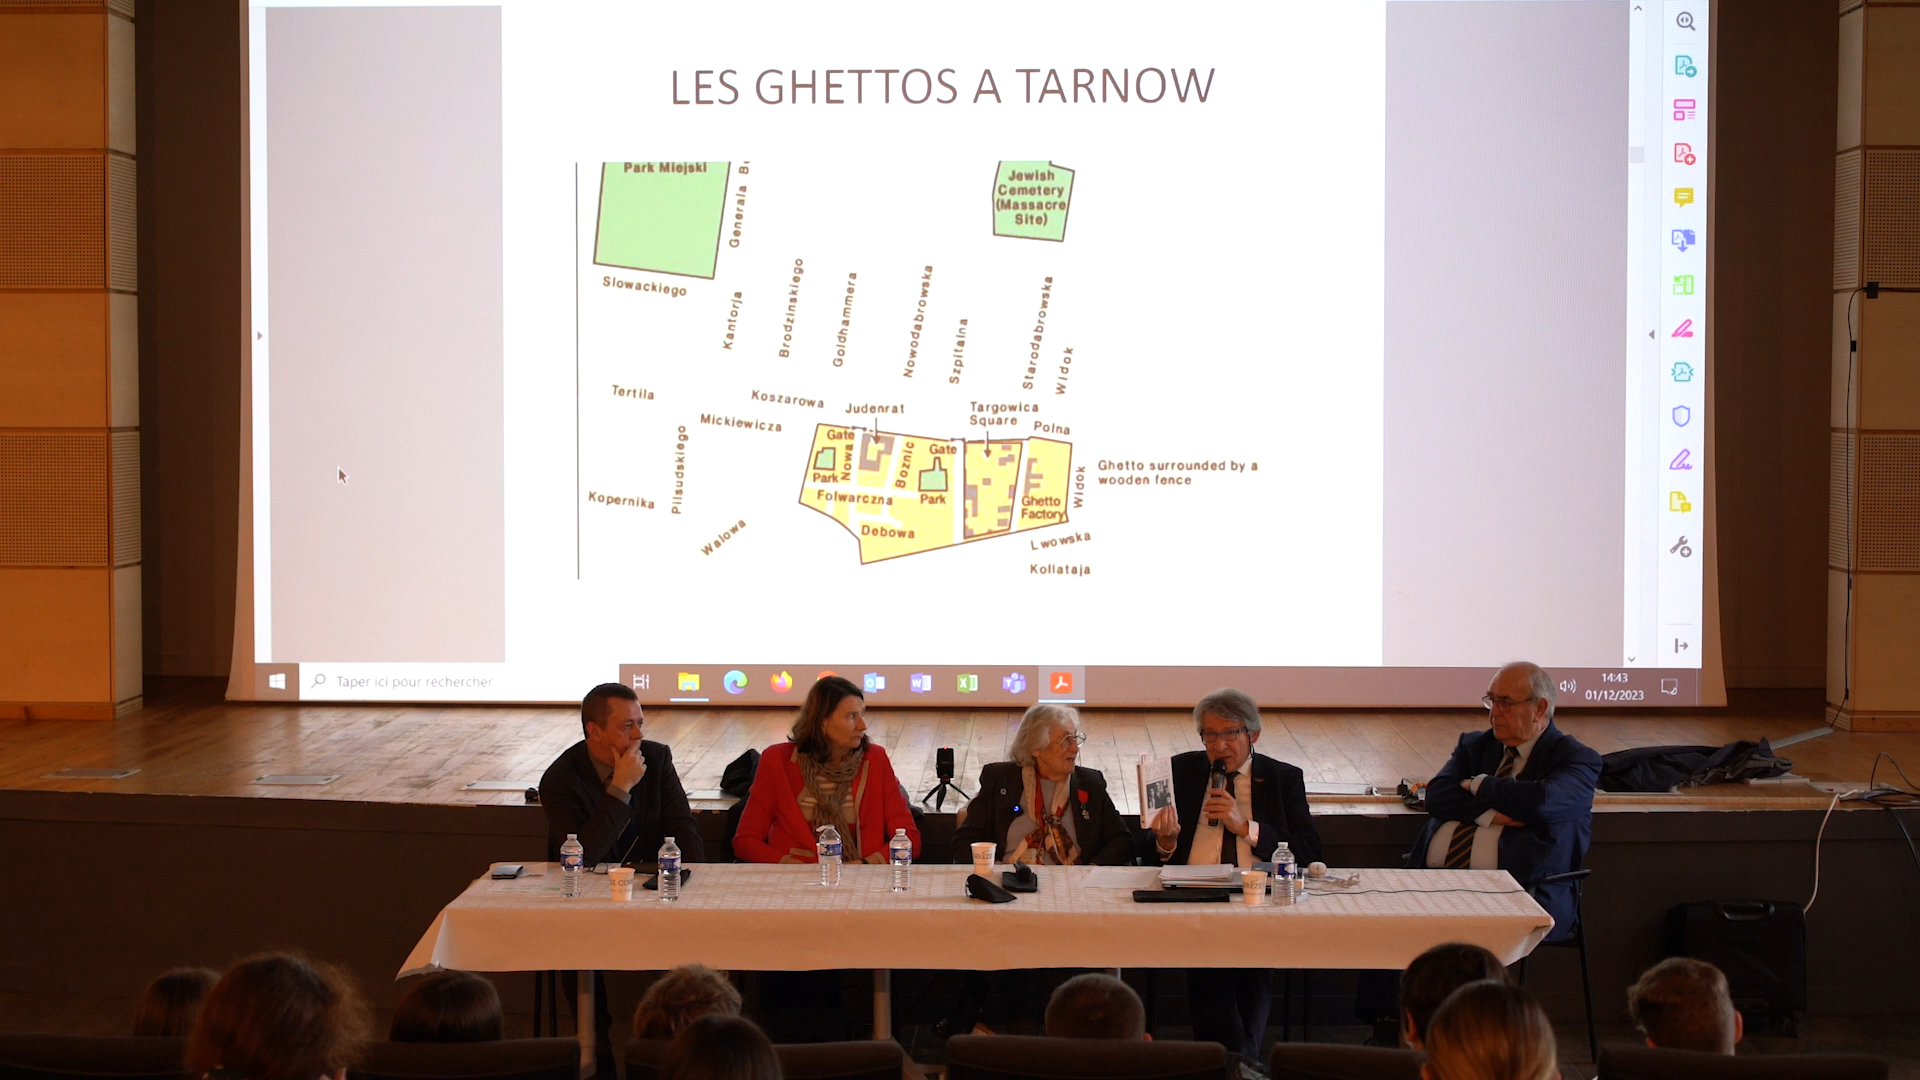 LES GHETTOS A TARNOW
Park Miejski
Generala
Jewish
Cemetery
(Massacre
Site)
Slowackiego
Kantorja
Brodzinskiego
Goldhammera
Nowodabrowska
Szpitalna
Starodabrowska
Widok
Tertila
Koszarowa
Mickiewicza
Judenrat
Targowica
Square
Polna
Pilsudskiego
Gate
Nowa
Boznic
Gate
Park
Folwarczna
Park
Ghetto
Factory
Widok
Ghetto surrounded by a
wooden fence
Kopernika
Walowa
Debowa
Lwowska
Kollataja
Taper ici pour rechercher
14:43
01/12/2023